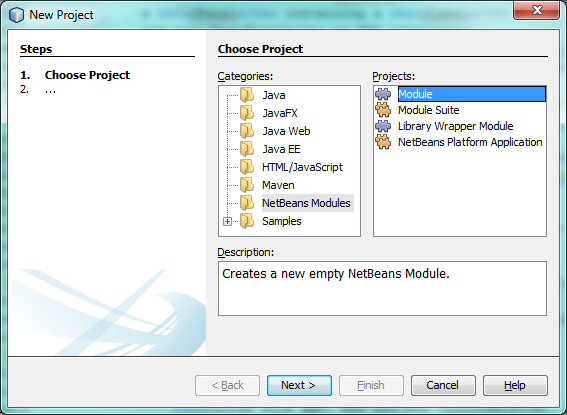 New Project
Steps
1. Choose Project
2. ...
Choose Project
Categories:
Java
JavaFX
Java Web
Java EE
HTML/JavaScript
Maven
NetBeans Modules
Samples
Projects:
Module
Module Suite
Library Wrapper Module
NetBeans Platform Application
Description:
Creates a new empty NetBeans Module.
< Back
Next >
Finish
Cancel
Help